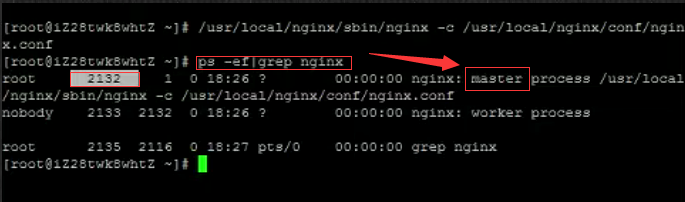 [root@iZ28twk8whtZ ~]# /usr/local/nginx/sbin/nginx -c /usr/local/nginx/conf/ngin
x.conf
[root@iZ28twk8whtZ ~]# ps -ef|grep nginx
root      2132     1  0 18:26 ?        00:00:00 nginx: master process /usr/local
/nginx/sbin/nginx -c /usr/local/nginx/conf/nginx.conf
nobody    2133  2132  0 18:26 ?        00:00:00 nginx: worker process
root      2135  2116  0 18:27 pts/0    00:00:00 grep nginx
[root@iZ28twk8whtZ ~]#